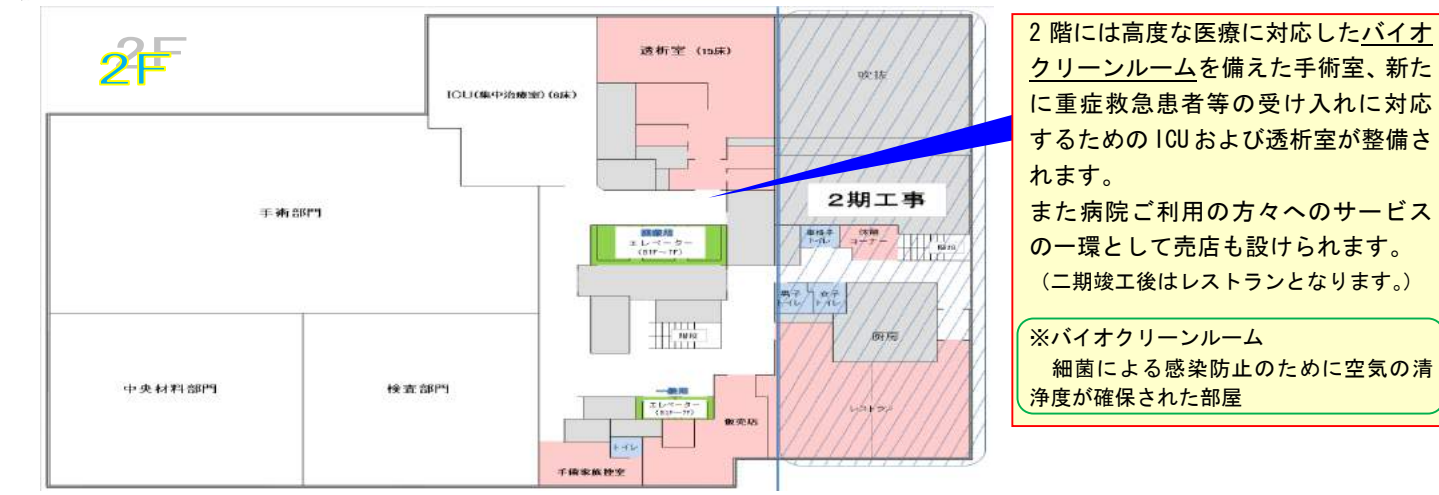 2F
透析室 (15床)
吹抜
ICU(集中治療室)(6床)
2期工事
手術部門
エレベーター
(B1F～7F)
車椅子
トイレ
休憩
コーナー
階段
男子
トイレ
女子
トイレ
階段
厨房
中央材料部門
検査部門
一般用
エレベーター
(B1F～7F)
レストラン
トイレ
手術家族控室
2 階には高度な医療に対応したバイオ
クリーンルームを備えた手術室、新た
に重症救急患者等の受け入れに対応
するための ICU および透析室が整備さ
れます。
また病院ご利用の方々へのサービス
の一環として売店も設けられます。
（二期竣工後はレストランとなります。）
※バイオクリーンルーム
細菌による感染防止のために空気の清
浄度が確保された部屋